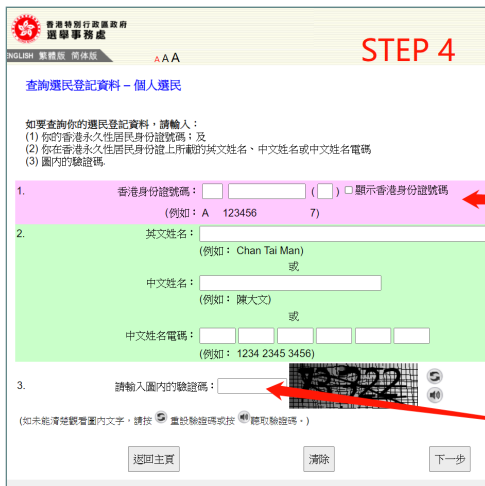 香港特別行政區政府
選舉事務處
ENGLISH 繁體版 简体版
A A A
STEP 4
查詢選民登記資料 – 個人選民
如要查詢你的選民登記資料，請輸入：
(1) 你的香港永久性居民身份證號碼；及
(2) 你在香港永久性居民身份證上所載的英文姓名、中文姓名或中文姓名電碼
(3) 圖內的驗證碼.
1. 香港身份證號碼： ( ) 顯示香港身份證號碼
(例如： A 123456 7)
2. 英文姓名：
(例如： Chan Tai Man)
或
中文姓名：
(例如： 陳大文)
或
中文姓名電碼：
(例如： 1234 2345 3456)
3. 請輸入圖內的驗證碼：
(如未能清楚觀看圖內文字，請按 重設驗證碼或按 聽取驗證碼。)
返回主頁 清除 下一步